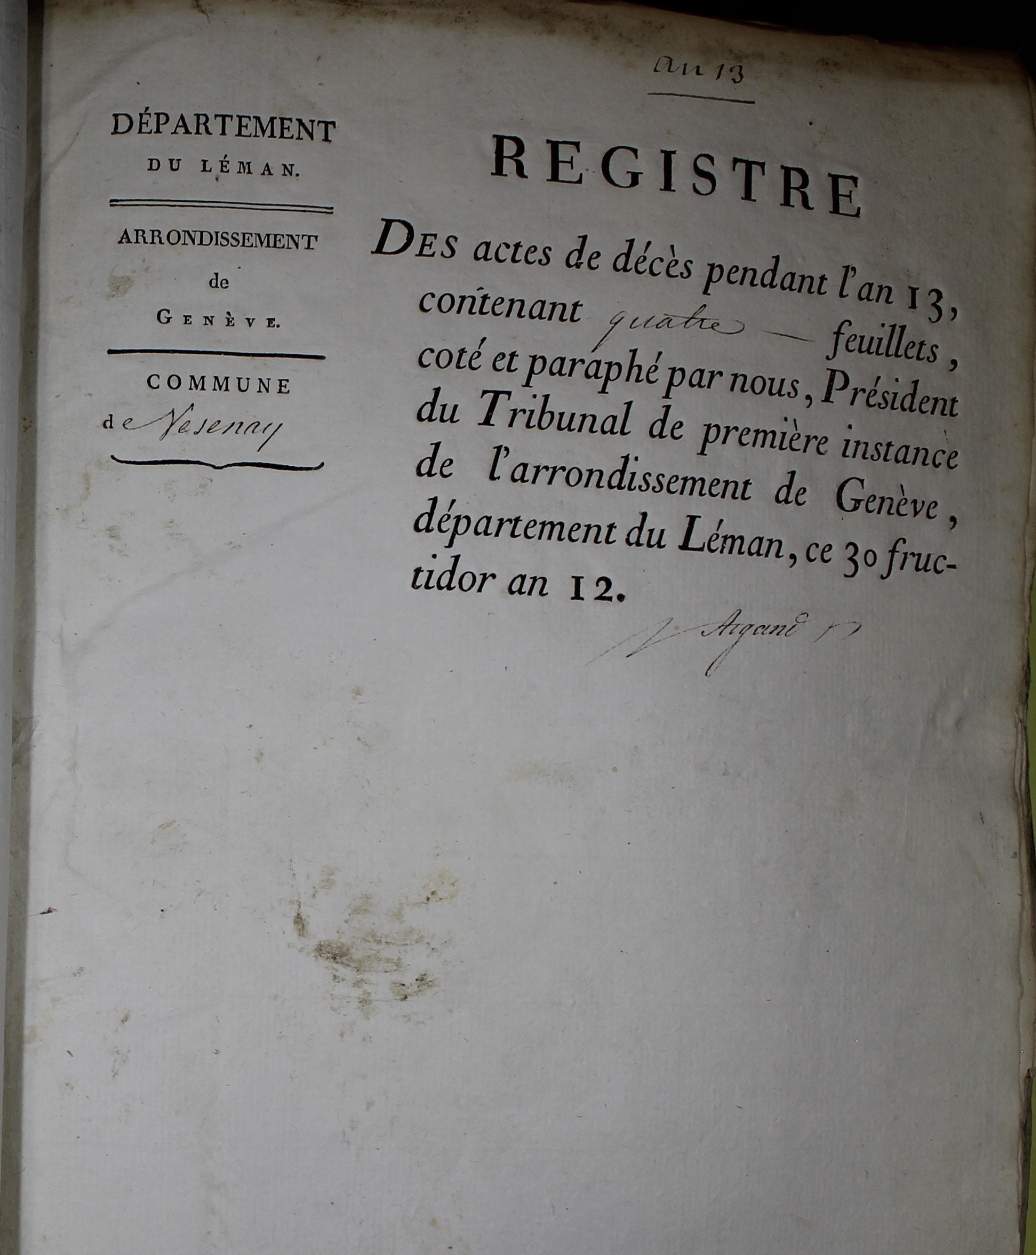 an 13
DÉPARTEMENT
DU LÉMAN.
ARRONDISSEMENT
de
GENÈVE.
COMMUNE
de Vesenay
REGISTRE
DES actes de décès pendant l'an 13,
contenant quatre — feuillets,
coté et paraphé par nous, Président
du Tribunal de première instance
de l'arrondissement de Genève,
département du Léman, ce 30 fruc-
tidor an 12.
Argand